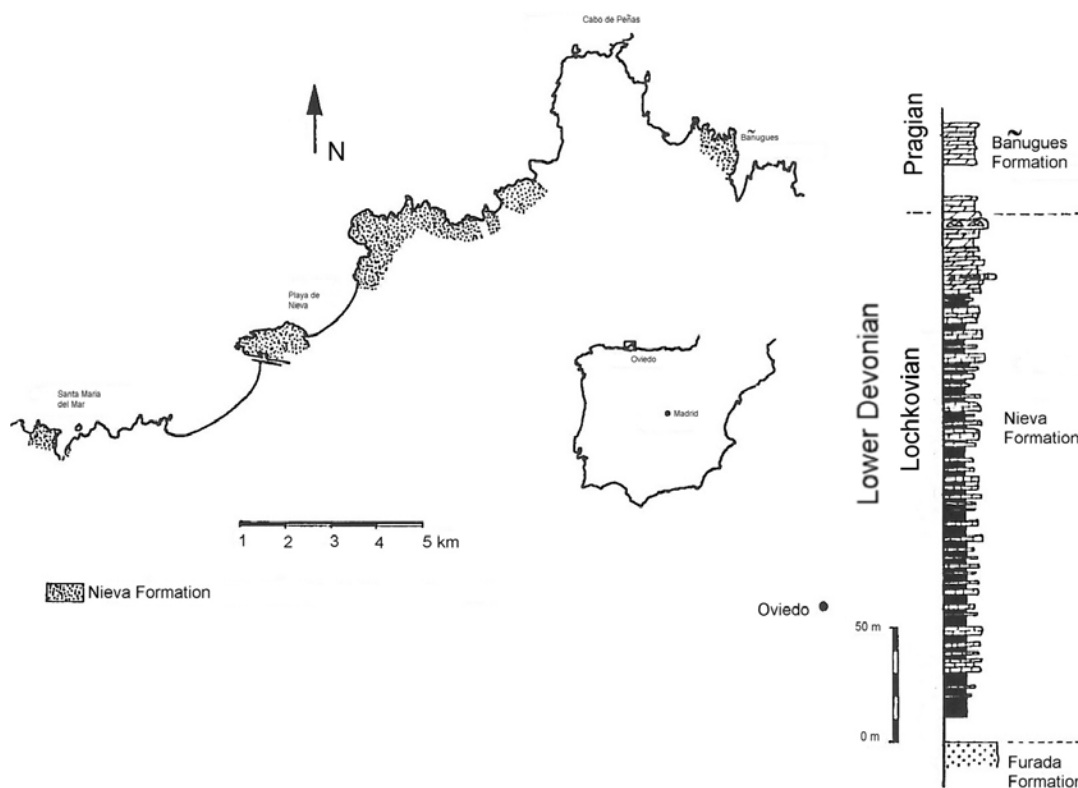 Cabo de Peñas
N
Bañugues
Playa de
Nieva
Santa Maria
del Mar
Oviedo
Madrid
1 2 3 4 5 km
Nieva Formation
Oviedo
50 m
0 m
Lower Devonian
Pragian
Lochkovian
Bañugues
Formation
Nieva
Formation
Furada
Formation